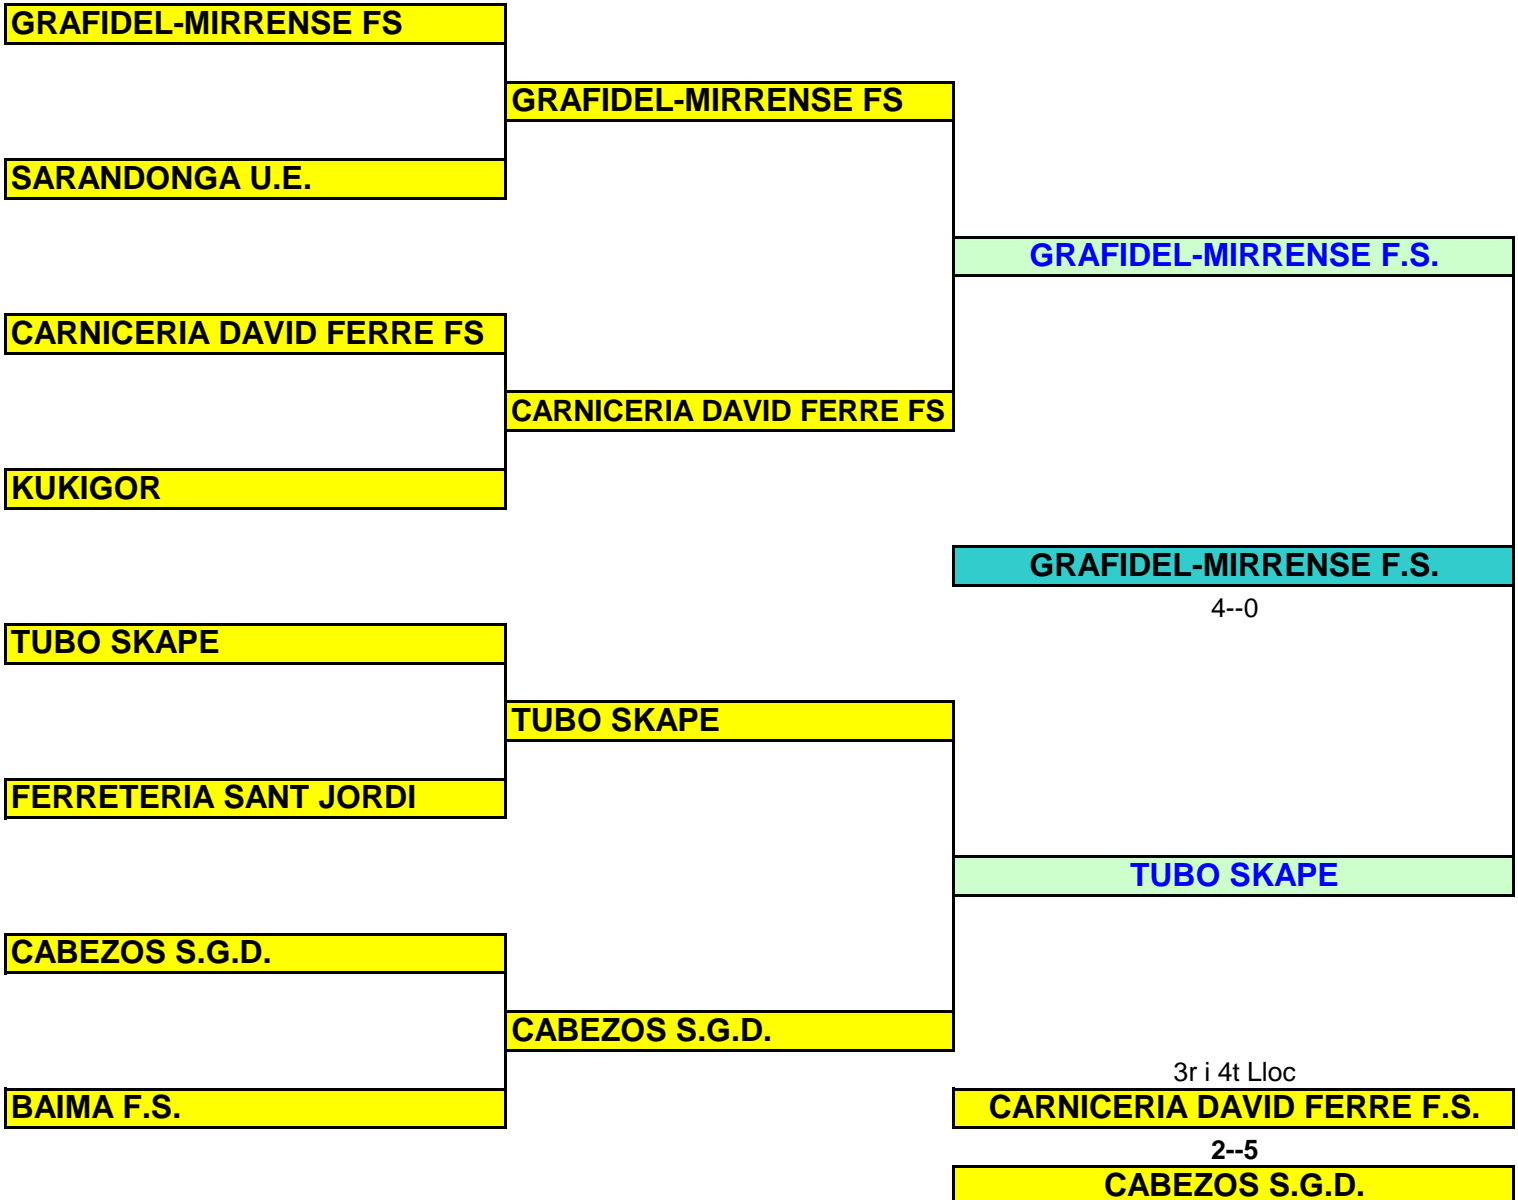 GRAFIDEL-MIRRENSE FS
GRAFIDEL-MIRRENSE FS
SARANDONGA U.E.
GRAFIDEL-MIRRENSE F.S.
CARNICERIA DAVID FERRE FS
CARNICERIA DAVID FERRE FS
KUKIGOR
GRAFIDEL-MIRRENSE F.S.
4--0
TUBO SKAPE
TUBO SKAPE
FERRETERIA SANT JORDI
TUBO SKAPE
CABEZOS S.G.D.
CABEZOS S.G.D.
3r i 4t Lloc
BAIMA F.S.
CARNICERIA DAVID FERRE F.S.
2--5
CABEZOS S.G.D.